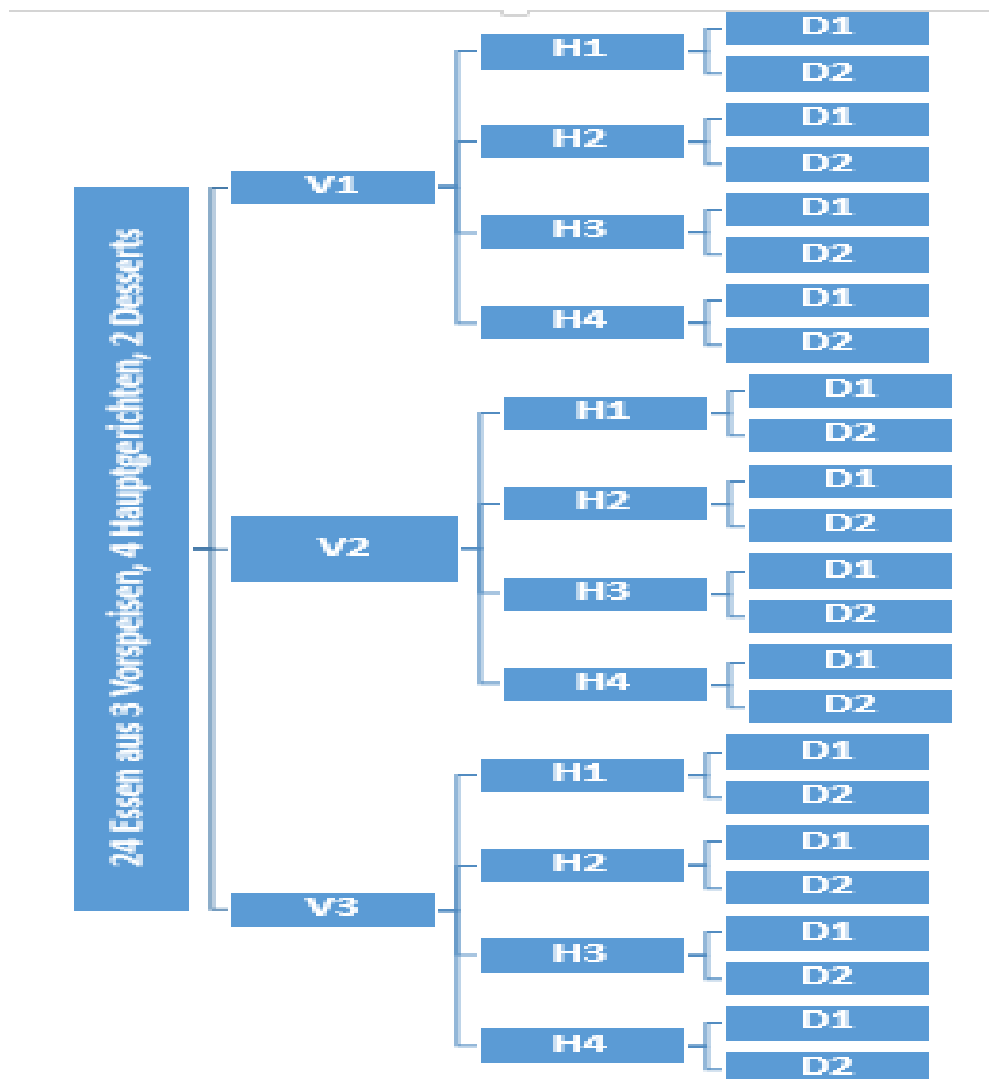 24 Essen aus 3 Vorspeisen, 4 Hauptgerichten, 2 Desserts
V1
H1
D1
D2
H2
D1
D2
H3
D1
D2
H4
D1
D2
V2
H1
D1
D2
H2
D1
D2
H3
D1
D2
H4
D1
D2
V3
H1
D1
D2
H2
D1
D2
H3
D1
D2
H4
D1
D2